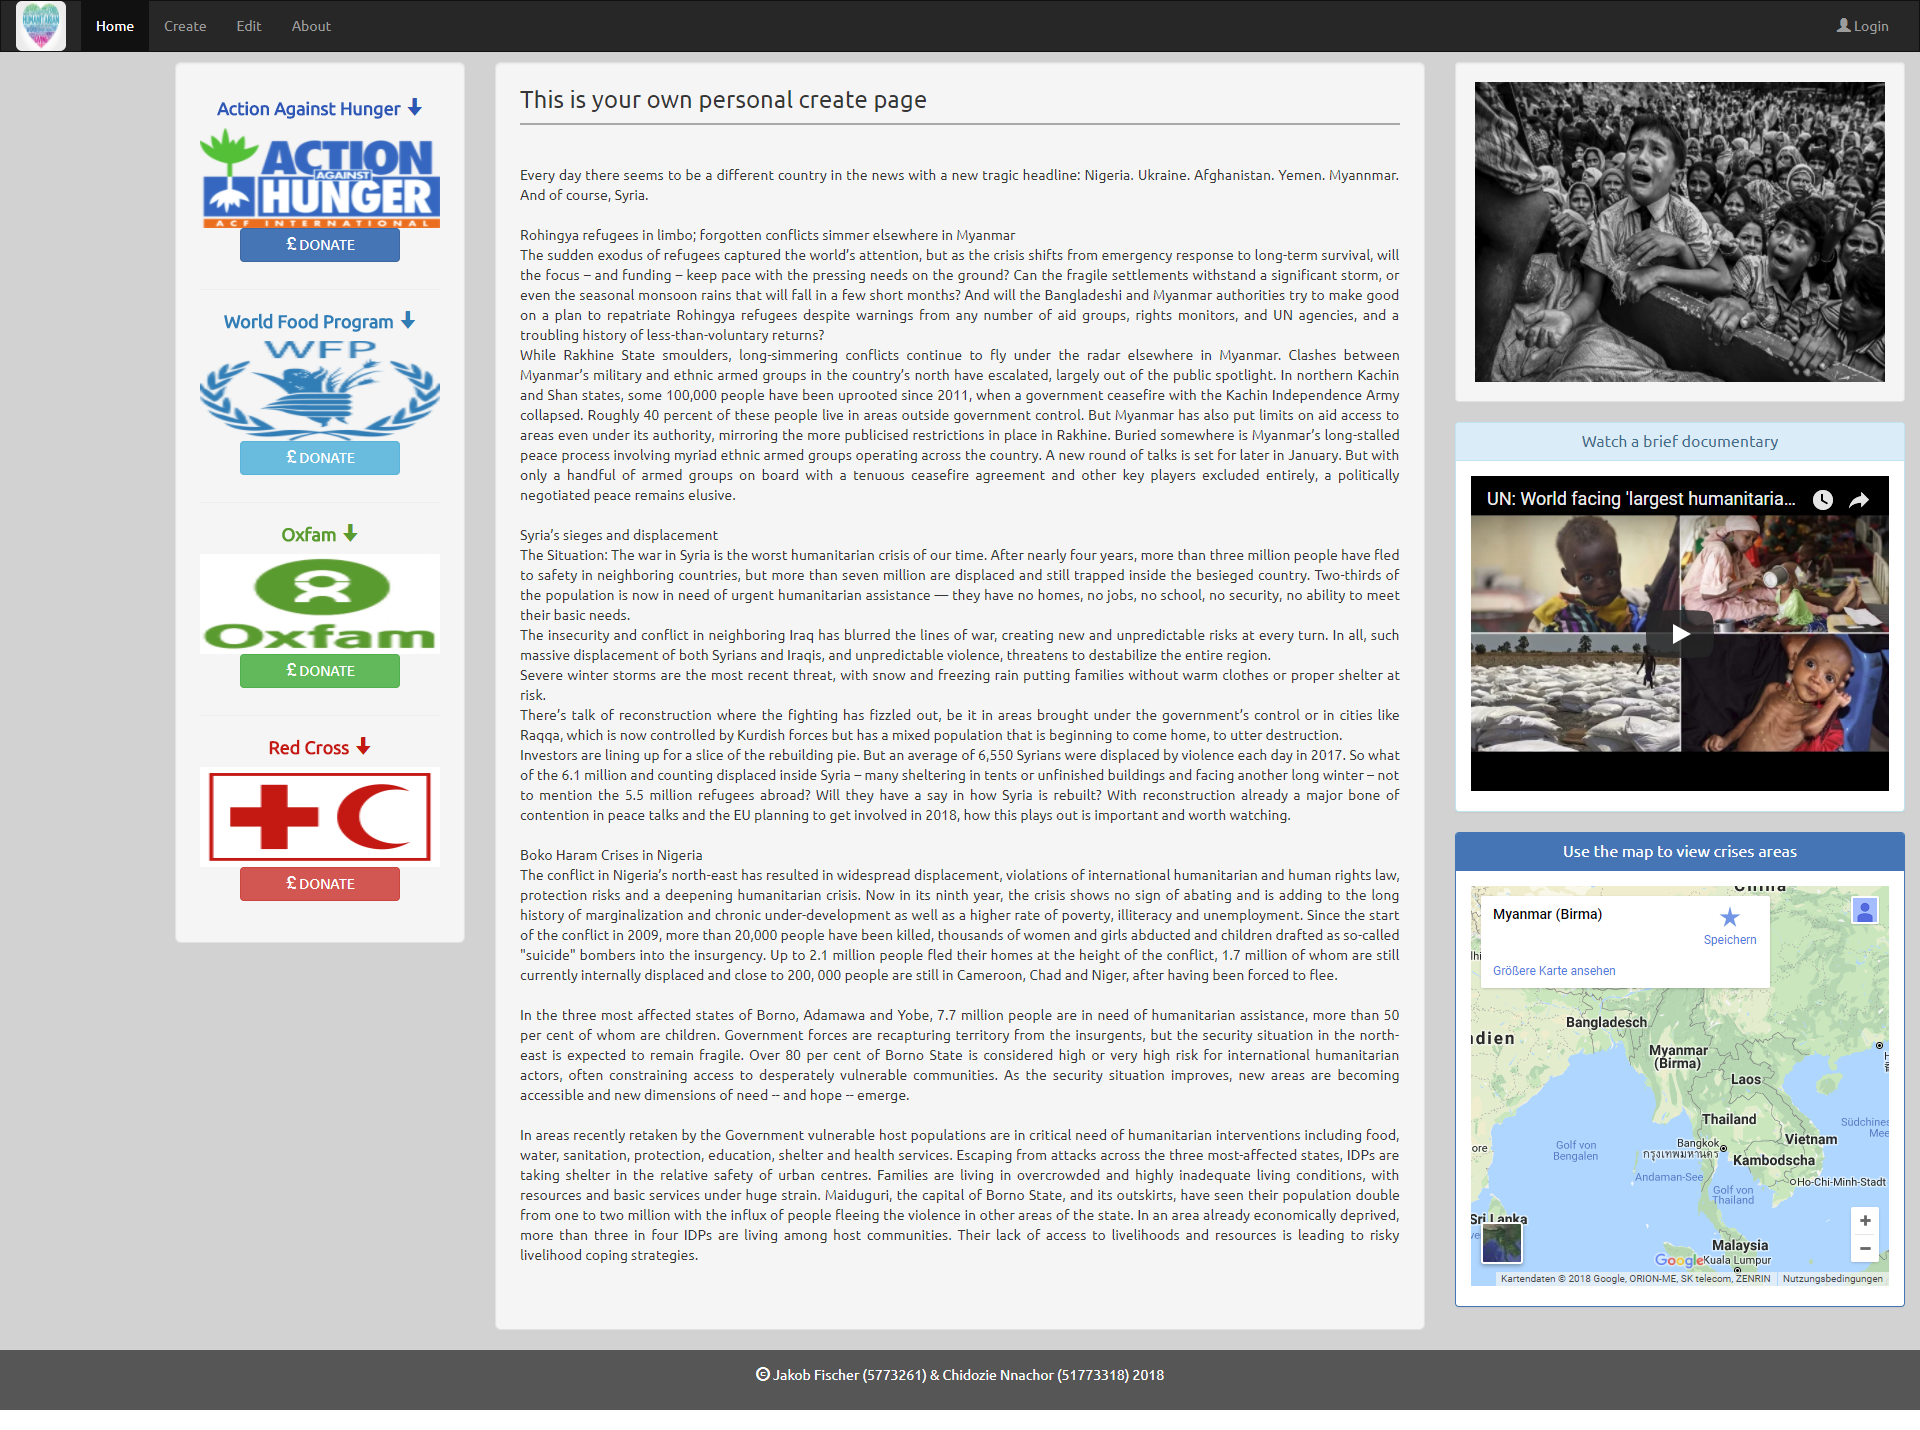 Home
Create
Edit
About
Login
Action Against Hunger
ACTION
AGAINST
HUNGER
ACF INTERNATIONAL
£ DONATE
World Food Program
WFP
£ DONATE
Oxfam
Oxfam
£ DONATE
Red Cross
£ DONATE
This is your own personal create page
Every day there seems to be a different country in the news with a new tragic headline: Nigeria. Ukraine. Afghanistan. Yemen. Myannmar.
And of course, Syria.
Rohingya refugees in limbo; forgotten conflicts simmer elsewhere in Myanmar
The sudden exodus of refugees captured the world’s attention, but as the crisis shifts from emergency response to long-term survival, will
the focus – and funding – keep pace with the pressing needs on the ground? Can the fragile settlements withstand a significant storm, or
even the seasonal monsoon rains that will fall in a few short months? And will the Bangladeshi and Myanmar authorities try to make good
on a plan to repatriate Rohingya refugees despite warnings from any number of aid groups, rights monitors, and UN agencies, and a
troubling history of less-than-voluntary returns?
While Rakhine State smoulders, long-simmering conflicts continue to fly under the radar elsewhere in Myanmar. Clashes between
Myanmar’s military and ethnic armed groups in the country’s north have escalated, largely out of the public spotlight. In northern Kachin
and Shan states, some 100,000 people have been uprooted since 2011, when a government ceasefire with the Kachin Independence Army
collapsed. Roughly 40 percent of these people live in areas outside government control. But Myanmar has also put limits on aid access to
areas even under its authority, mirroring the more publicised restrictions in place in Rakhine. Buried somewhere is Myanmar’s long-stalled
peace process involving myriad ethnic armed groups operating across the country. A new round of talks is set for later in January. But with
only a handful of armed groups on board with a tenuous ceasefire agreement and other key players excluded entirely, a politically
negotiated peace remains elusive.
Syria’s sieges and displacement
The Situation: The war in Syria is the worst humanitarian crisis of our time. After nearly four years, more than three million people have fled
to safety in neighboring countries, but more than seven million are displaced and still trapped inside the besieged country. Two-thirds of
the population is now in need of urgent humanitarian assistance — they have no homes, no jobs, no school, no security, no ability to meet
their basic needs.
The insecurity and conflict in neighboring Iraq has blurred the lines of war, creating new and unpredictable risks at every turn. In all, such
massive displacement of both Syrians and Iraqis, and unpredictable violence, threatens to destabilize the entire region.
Severe winter storms are the most recent threat, with snow and freezing rain putting families without warm clothes or proper shelter at
risk.
There’s talk of reconstruction where the fighting has fizzled out, be it in areas brought under the government’s control or in cities like
Raqqa, which is now controlled by Kurdish forces but has a mixed population that is beginning to come home, to utter destruction.
Investors are lining up for a slice of the rebuilding pie. But an average of 6,550 Syrians were displaced by violence each day in 2017. So what
of the 6.1 million and counting displaced inside Syria – many sheltering in tents or unfinished buildings and facing another long winter – not
to mention the 5.5 million refugees abroad? Will they have a say in how Syria is rebuilt? With reconstruction already a major bone of
contention in peace talks and the EU planning to get involved in 2018, how this plays out is important and worth watching.
Boko Haram Crises in Nigeria
The conflict in Nigeria’s north-east has resulted in widespread displacement, violations of international humanitarian and human rights law,
protection risks and a deepening humanitarian crisis. Now in its ninth year, the crisis shows no sign of abating and is adding to the long
history of marginalization and chronic under-development as well as a higher rate of poverty, illiteracy and unemployment. Since the start
of the conflict in 2009, more than 20,000 people have been killed, thousands of women and girls abducted and children drafted as so-called
"suicide" bombers into the insurgency. Up to 2.1 million people fled their homes at the height of the conflict, 1.7 million of whom are still
currently internally displaced and close to 200, 000 people are still in Cameroon, Chad and Niger, after having been forced to flee.
In the three most affected states of Borno, Adamawa and Yobe, 7.7 million people are in need of humanitarian assistance, more than 50
per cent of whom are children. Government forces are recapturing territory from the insurgents, but the security situation in the north-
east is expected to remain fragile. Over 80 per cent of Borno State is considered high or very high risk for international humanitarian
actors, often constraining access to desperately vulnerable communities. As the security situation improves, new areas are becoming
accessible and new dimensions of need -- and hope -- emerge.
In areas recently retaken by the Government vulnerable host populations are in critical need of humanitarian interventions including food,
water, sanitation, protection, education, shelter and health services. Escaping from attacks across the three most-affected states, IDPs are
taking shelter in the relative safety of urban centres. Families are living in overcrowded and highly inadequate living conditions, with
resources and basic services under huge strain. Maiduguri, the capital of Borno State, and its outskirts, have seen their population double
from one to two million with the influx of people fleeing the violence in other areas of the state. In an area already economically deprived,
more than three in four IDPs are living among host communities. Their lack of access to livelihoods and resources is leading to risky
livelihood coping strategies.
Watch a brief documentary
UN: World facing 'largest humanitaria...
Use the map to view crises areas
China
Myanmar (Birma)
Speichern
Größere Karte ansehen
Bangladesch
ndien
Myanmar
(Birma)
Laos
Thailand
Südchines
Mee
Vietnam
Golf von
Bengalen
Bangkok
กรุงเทพมหานคร
ore
Kambodscha
Andaman-See
Ho-Chi-Minh-Stadt
Golf von
Thailand
Sri Lanka
Malaysia
Google
Kuala Lumpur
Kartendaten © 2018 Google, ORION-ME, SK telecom, ZENRIN
Nutzungsbedingungen
© Jakob Fischer (5773261) & Chidozie Nnachor (51773318) 2018